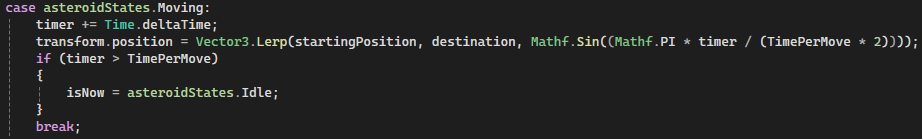 case asteroidStates.Moving:
timer += Time.deltaTime;
transform.position = Vector3.Lerp(startingPosition, destination, Mathf.Sin((Mathf.PI * timer / (TimePerMove * 2))));
if (timer > TimePerMove)
{
isNow = asteroidStates.Idle;
}
break;